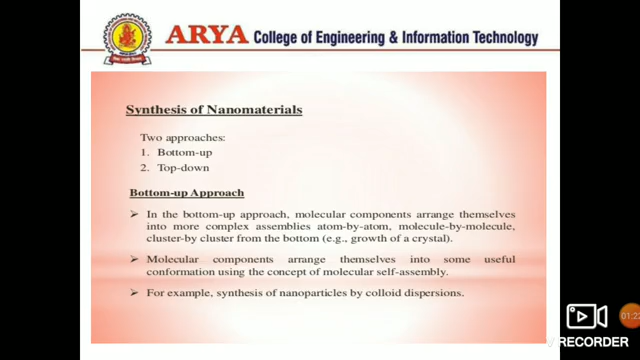 ARYA College of Engineering & Information Technology
Synthesis of Nanomaterials
Two approaches:
1. Bottom-up
2. Top-down
Bottom-up Approach
➢ In the bottom-up approach, molecular components arrange themselves
into more complex assemblies atom-by-atom, molecule-by-molecule,
cluster-by cluster from the bottom (e.g., growth of a crystal).
➢ Molecular components arrange themselves into some useful
conformation using the concept of molecular self-assembly.
➢ For example, synthesis of nanoparticles by colloid dispersions.
01:22
V RECORDER